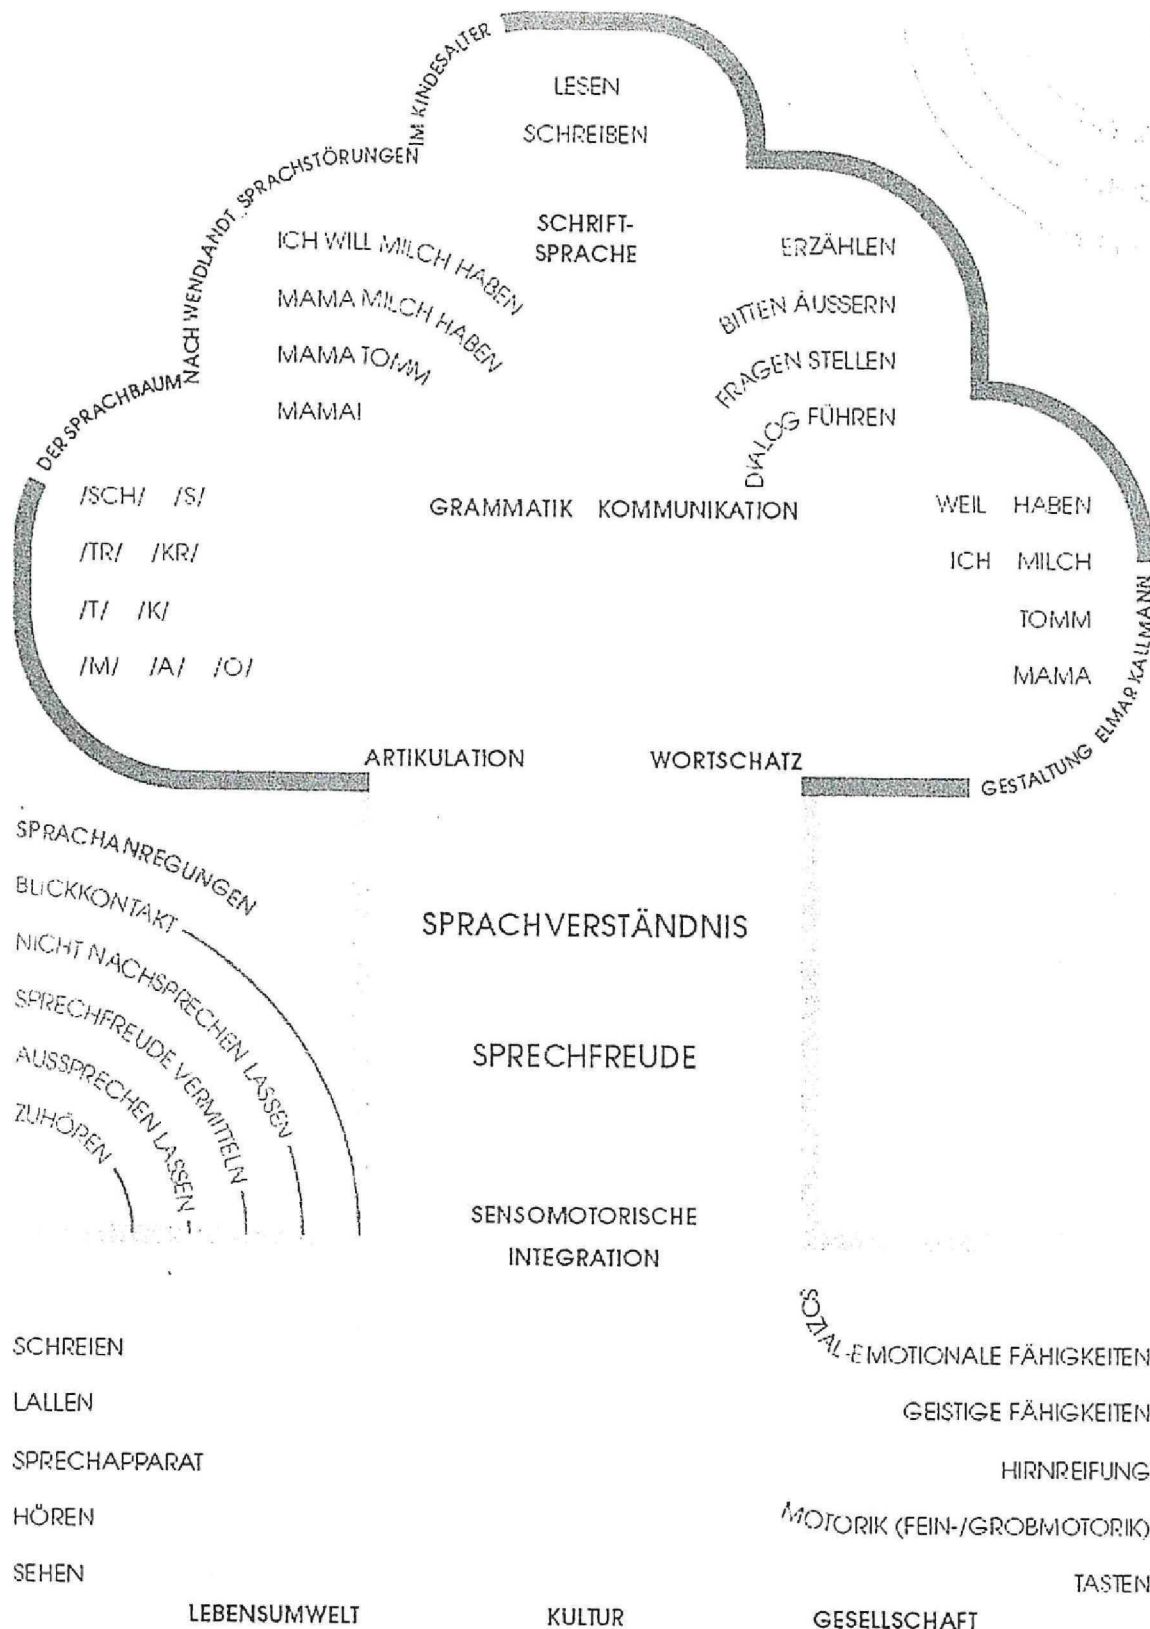 DER SPRACHBAUM NACH WENDLANDT SPRACHSTÖRUNGEN IM KINDESALTER
LESEN
SCHREIBEN
SCHRIFT-
SPRACHE
ICH WILL MILCH HABEN
MAMA MILCH HABEN
MAMA TOMM
MAMA!
GRAMMATIK
ERZÄHLEN
BITTEN ÄUSSERN
FRAGEN STELLEN
DIALOG FÜHREN
KOMMUNIKATION
/SCH/ /S/
/TR/ /KR/
/T/ /K/
/M/ /A/ /O/
ARTIKULATION
WEIL HABEN
ICH MILCH
TOMM
MAMA
WORTSCHATZ
GESTALTUNG ELMAR KALLMANN
SPRACHANREGUNGEN
BLICKKONTAKT
NICHT NACHSPRECHEN LASSEN
SPRECHFREUDE VERMITTELN
AUSSPRECHEN LASSEN
ZUHÖREN
SPRACHVERSTÄNDNIS
SPRECHFREUDE
SENSOMOTORISCHE
INTEGRATION
SCHREIEN
LALLEN
SPRECHAPPARAT
HÖREN
SEHEN
SOZIAL-EMOTIONALE FÄHIGKEITEN
GEISTIGE FÄHIGKEITEN
HIRNREIFUNG
MOTORIK (FEIN-/GROBMOTORIK)
TASTEN
LEBENSUMWELT KULTUR GESELLSCHAFT